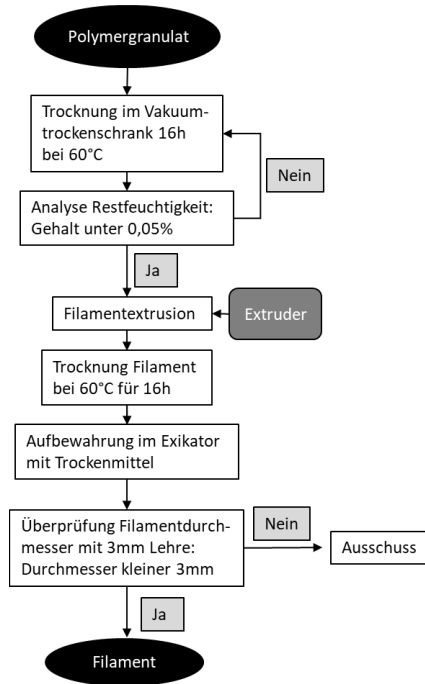 Polymergranulat
Trocknung im Vakuum-
trockenschrank 16h
bei 60°C
Nein
Analyse Restfeuchtigkeit:
Gehalt unter 0,05%
Ja
Filamentextrusion
Extruder
Trocknung Filament
bei 60°C für 16h
Aufbewahrung im Exikator
mit Trockenmittel
Überprüfung Filamentdurch-
messer mit 3mm Lehre:
Durchmesser kleiner 3mm
Nein
Ausschuss
Ja
Filament